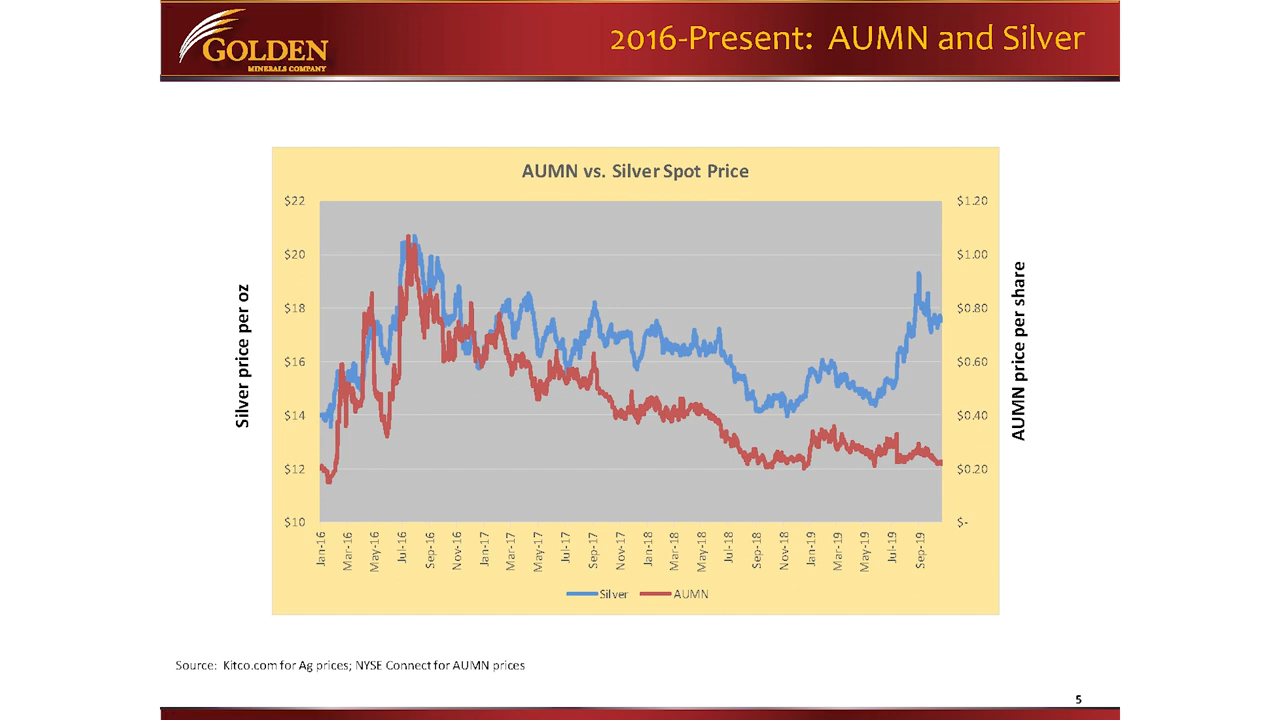 GOLDEN
MINERALS COMPANY
2016-Present: AUMN and Silver
AUMN vs. Silver Spot Price
Silver price per oz
$22
$20
$18
$16
$14
$12
$10
$1.20
$1.00
$0.80
$0.60
$0.40
$0.20
$-
AUMN price per share
Jan-16
Mar-16
May-16
Jul-16
Sep-16
Nov-16
Jan-17
Mar-17
May-17
Jul-17
Sep-17
Nov-17
Jan-18
Mar-18
May-18
Jul-18
Sep-18
Nov-18
Jan-19
Mar-19
May-19
Jul-19
Sep-19
Silver AUMN
Source: Kitco.com for Ag prices; NYSE Connect for AUMN prices
5